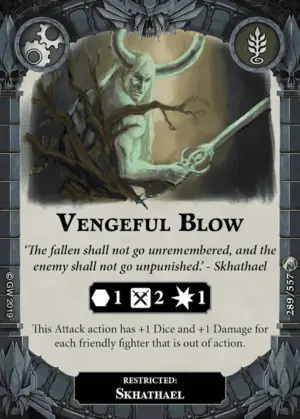 VENGEFUL BLOW
‘The fallen shall not go unremembered, and the
enemy shall not go unpunished.’ - Skhathael
1 2 1
This Attack action has +1 Dice and +1 Damage for
each friendly fighter that is out of action.
RESTRICTED:
SKHATHAEL
© GW 2019
289/557